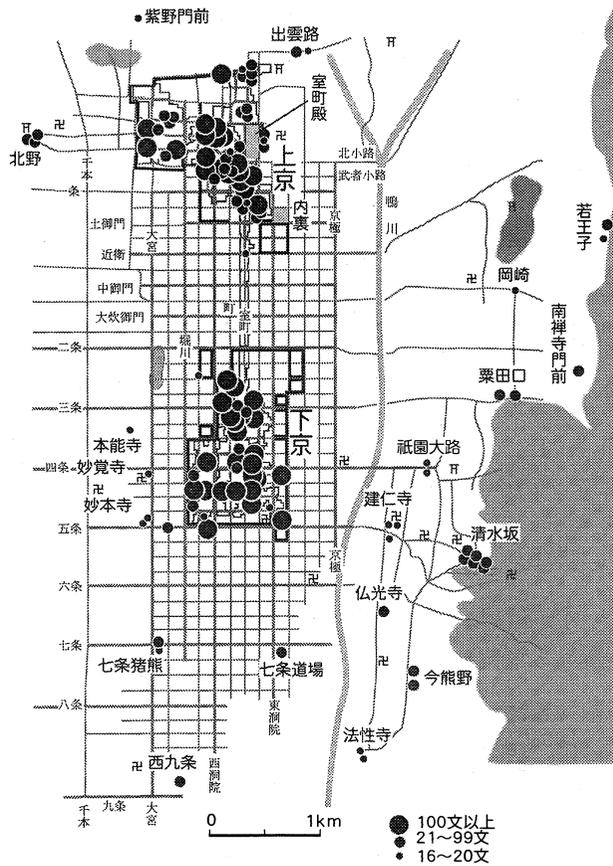 紫野門前
出雲路
室町殿
北野
上京
北小路
武者小路
千本
一条
内裏
京極
鴨川
若王子
土御門
大宮
近衛
岡崎
中御門
町
室町
大炊御門
南禅寺門前
堀川
二条
粟田口
三条
下京
本能寺
祇園大路
四条
妙覚寺
建仁寺
妙本寺
清水坂
五条
京極
六条
仏光寺
七条
七条猪熊
七条道場
今熊野
八条
東洞院
法性寺
西九条
西洞院
九条
千本
大宮
0 1km
100文以上
21〜99文
16〜20文